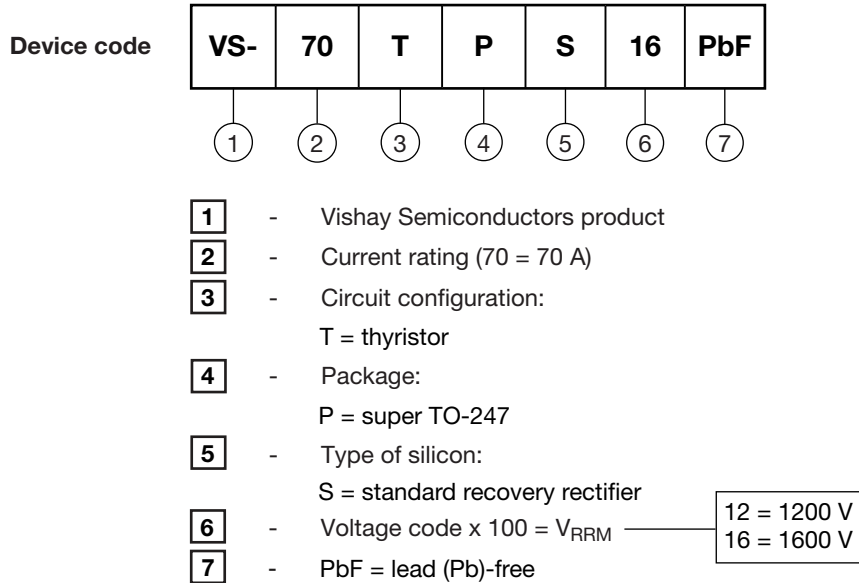 Device code VS- 70 T P S 16 PbF
1 2 3 4 5 6 7
1 - Vishay Semiconductors product
2 - Current rating (70 = 70 A)
3 - Circuit configuration:
T = thyristor
4 - Package:
P = super TO-247
5 - Type of silicon:
S = standard recovery rectifier
6 - Voltage code x 100 = VRRM
12 = 1200 V
16 = 1600 V
7 - PbF = lead (Pb)-free